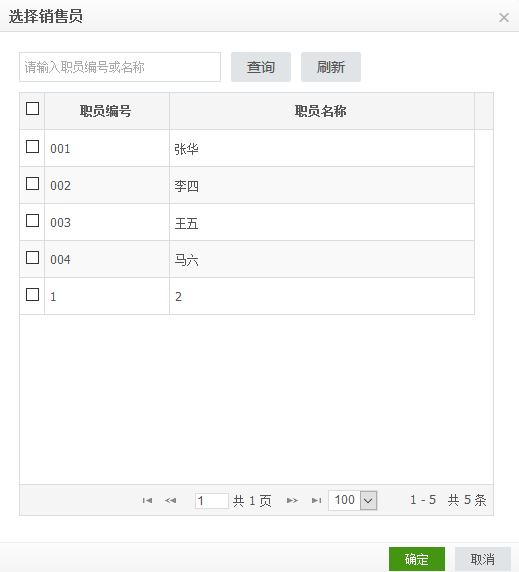 选择销售员
请输入职员编号或名称 查询 刷新
职员编号 职员名称
001 张华
002 李四
003 王五
004 马六
1 2
1 共 1 页 100 1 - 5 共 5 条
确定 取消